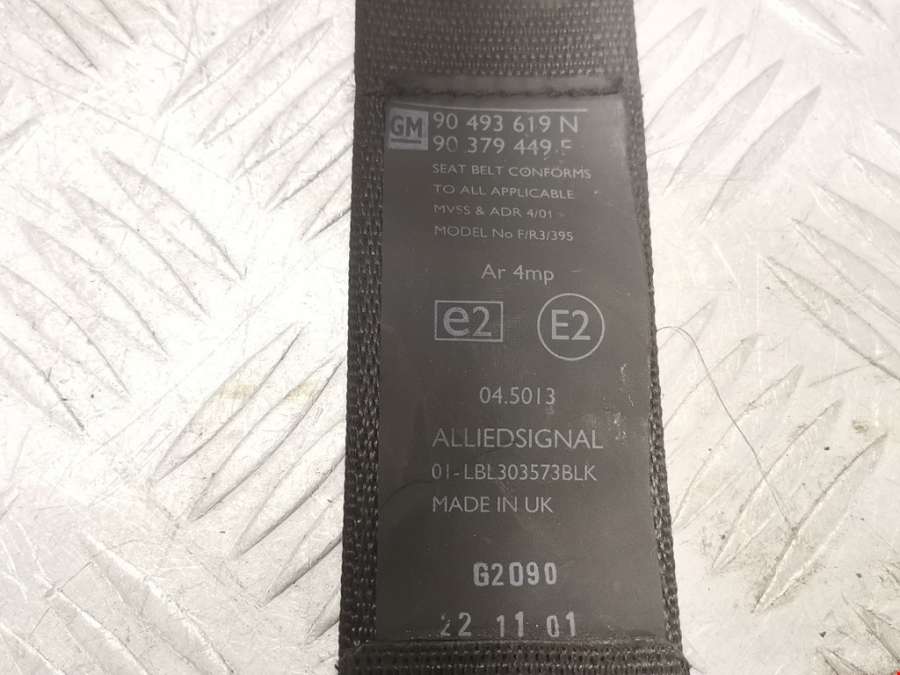 GM
90 493 619 N
90 379 449
SEAT BELT CONFORMS
TO ALL APPLICABLE
MVSS & ADR 4/01
MODEL No F/R3/395
Ar 4mp
e2 E2
04.5013
ALLIEDSIGNAL
01-LBL303573BLK
MADE IN UK
G2090
22 11 01